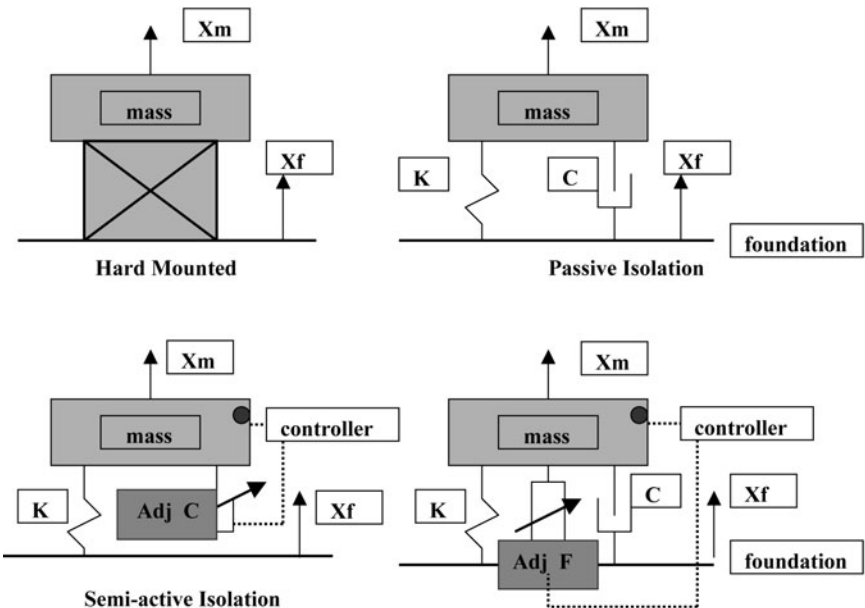 Xm
mass
Xf
Hard Mounted
Xm
mass
K
C
Xf
foundation
Passive Isolation
Xm
mass
controller
K
Adj C
Xf
Semi-active Isolation
Xm
mass
controller
K
C
Xf
Adj F
foundation